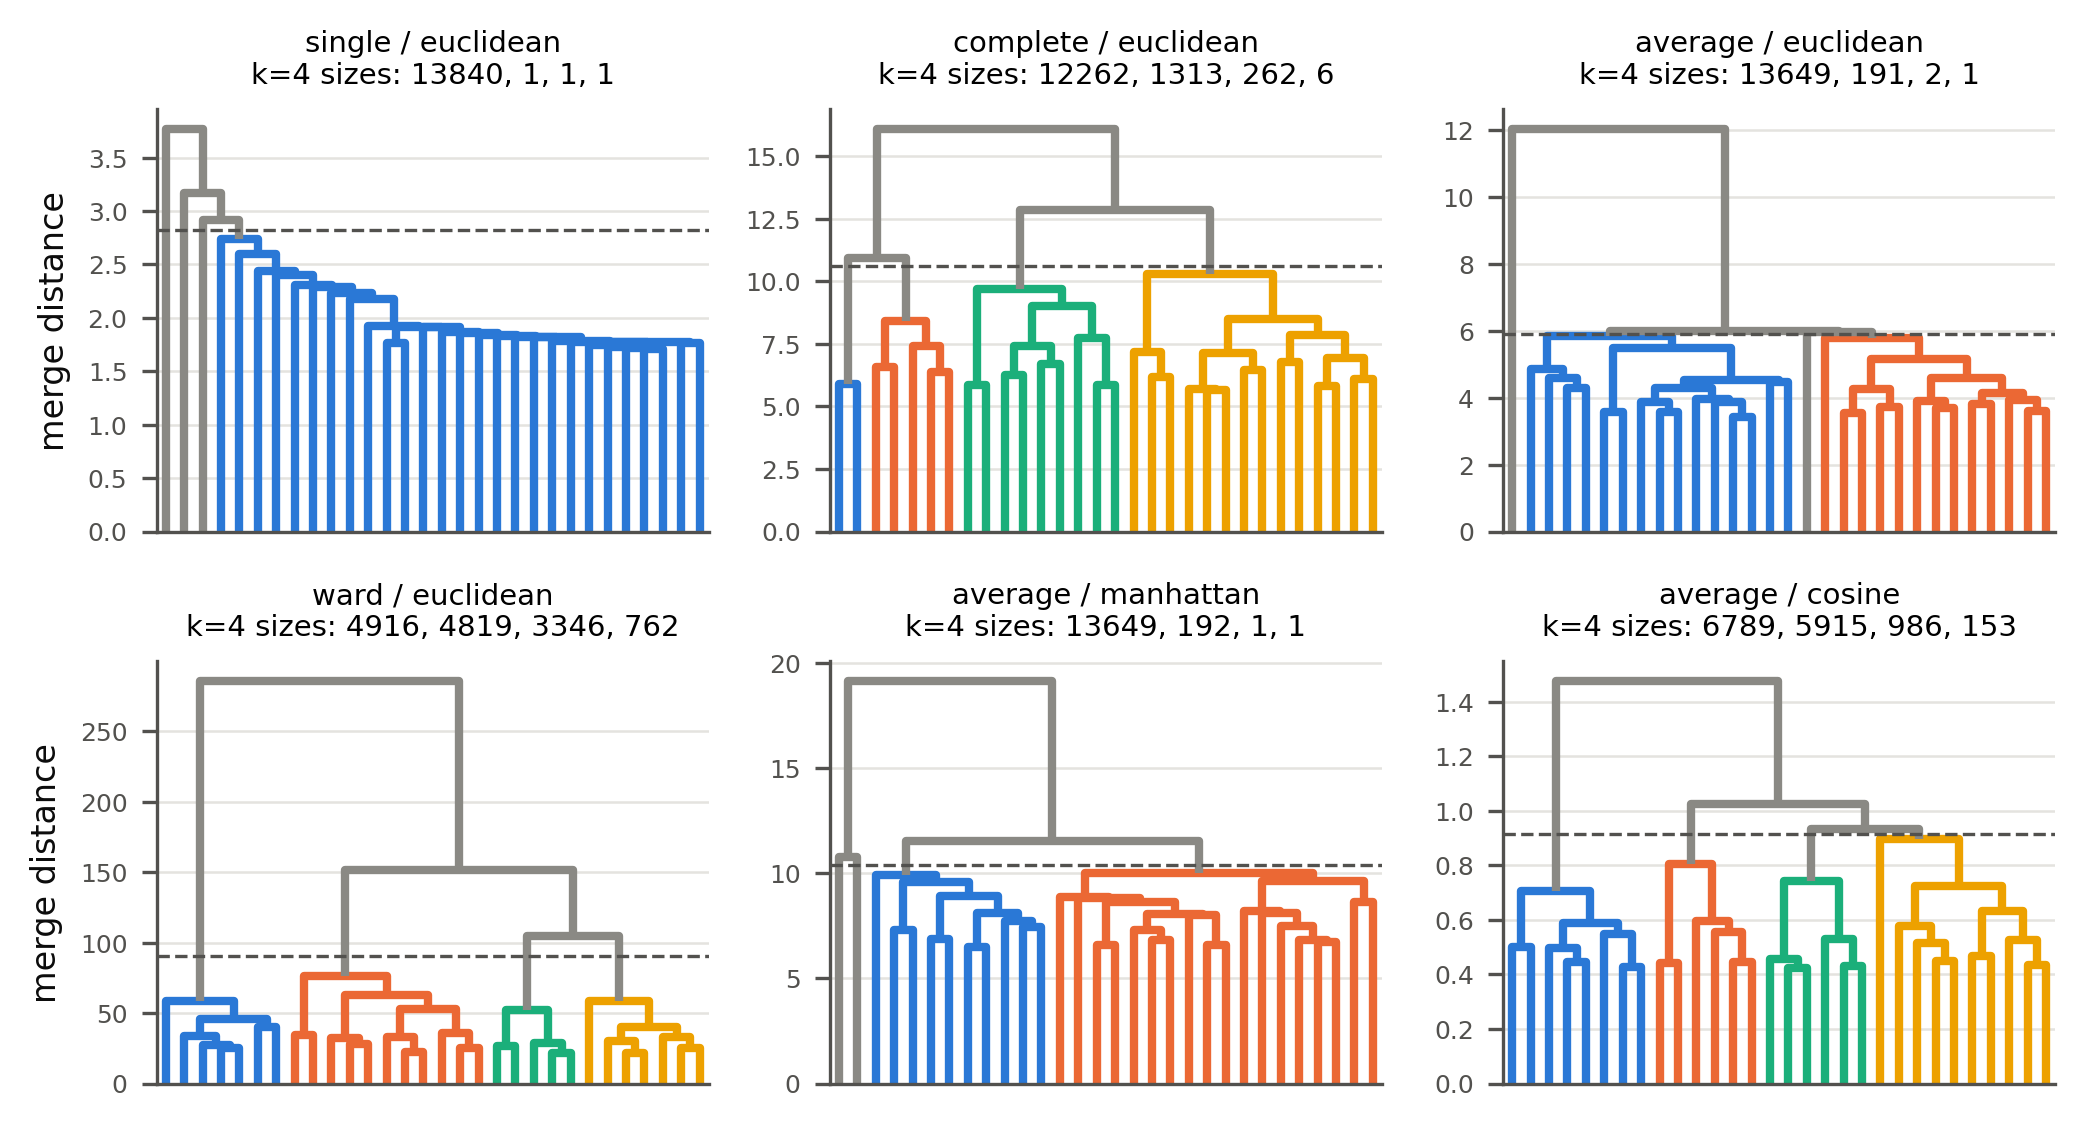 single / euclidean
k=4 sizes: 13840, 1, 1, 1
complete / euclidean
k=4 sizes: 12262, 1313, 262, 6
average / euclidean
k=4 sizes: 13649, 191, 2, 1
merge distance
3.5
3.0
2.5
2.0
1.5
1.0
0.5
0.0
15.0
12.5
10.0
7.5
5.0
2.5
0.0
12
10
8
6
4
2
0
ward / euclidean
k=4 sizes: 4916, 4819, 3346, 762
average / manhattan
k=4 sizes: 13649, 192, 1, 1
average / cosine
k=4 sizes: 6789, 5915, 986, 153
merge distance
250
200
150
100
50
0
20
15
10
5
0
1.4
1.2
1.0
0.8
0.6
0.4
0.2
0.0